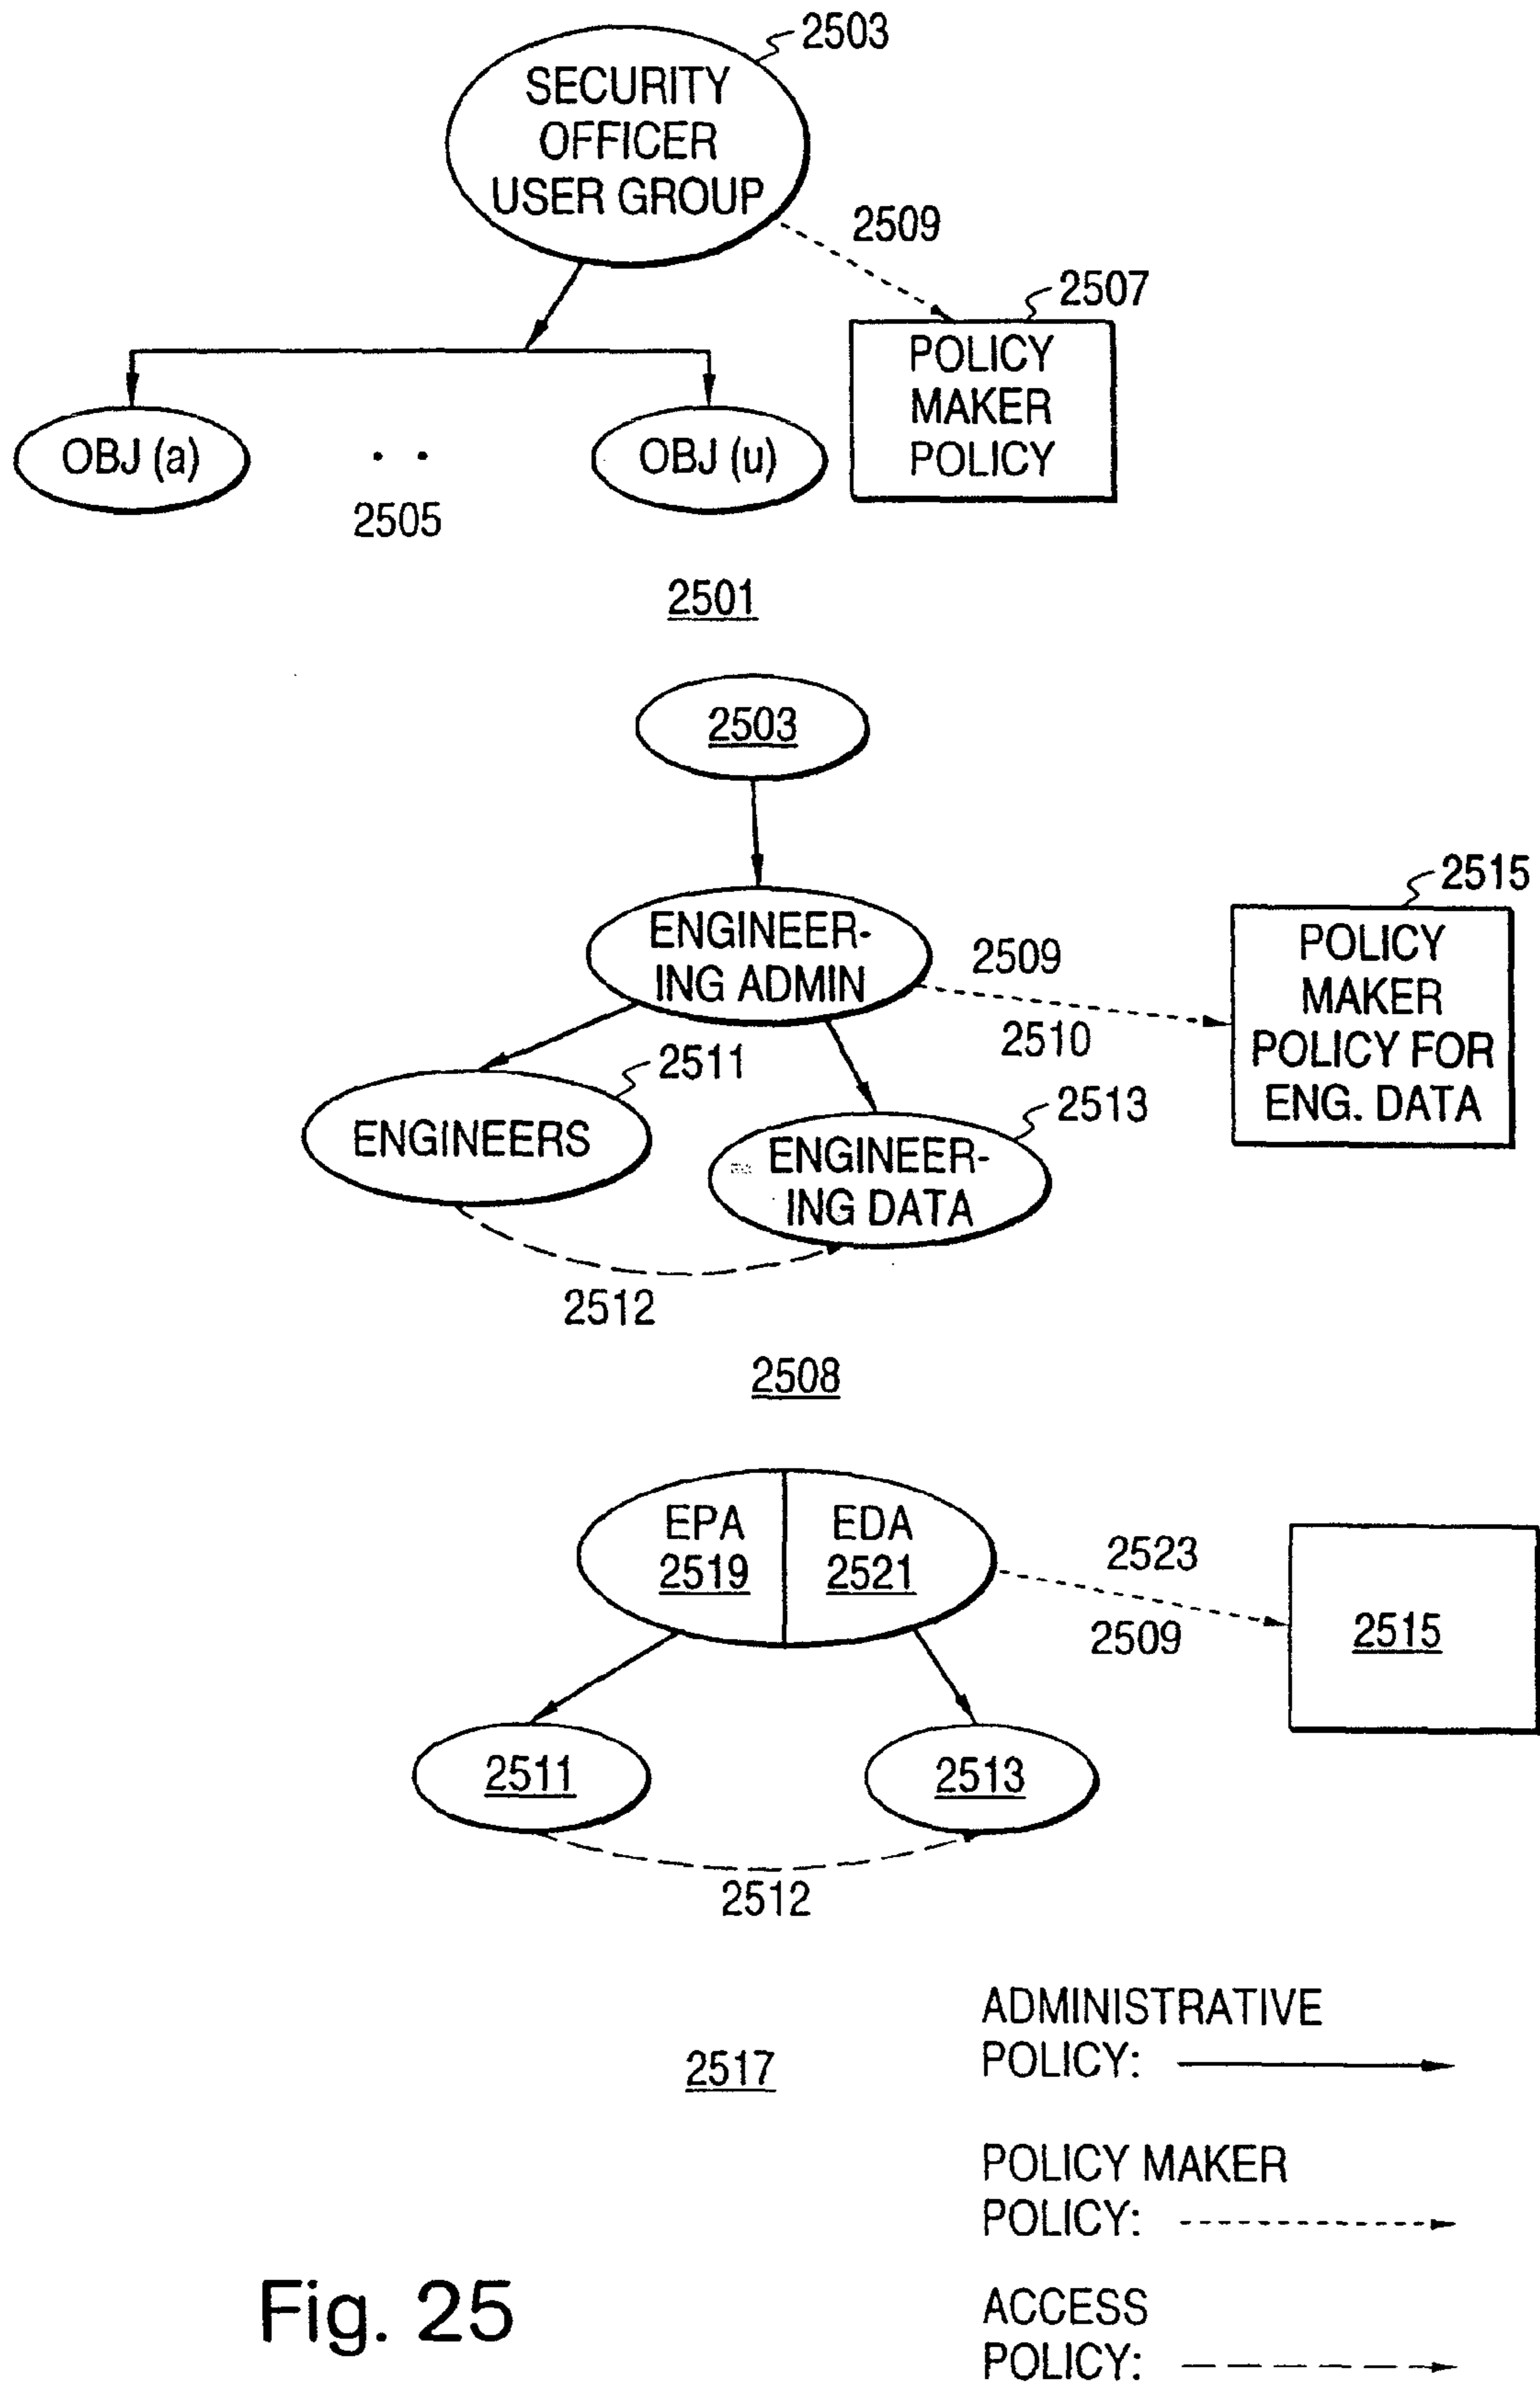 2503
SECURITY
OFFICER
USER GROUP
2509
2507
POLICY
MAKER
POLICY
OBJ (a)
. .
OBJ (u)
2505
2501
2503
2515
ENGINEER-
ING ADMIN
2509
2510
POLICY
MAKER
POLICY FOR
ENG. DATA
2511
ENGINEERS
2513
ENGINEER-
ING DATA
2512
2508
EPA
2519
EDA
2521
2523
2509
2515
2511
2513
2512
2517
ADMINISTRATIVE
POLICY:
POLICY MAKER
POLICY:
ACCESS
POLICY:
Fig. 25